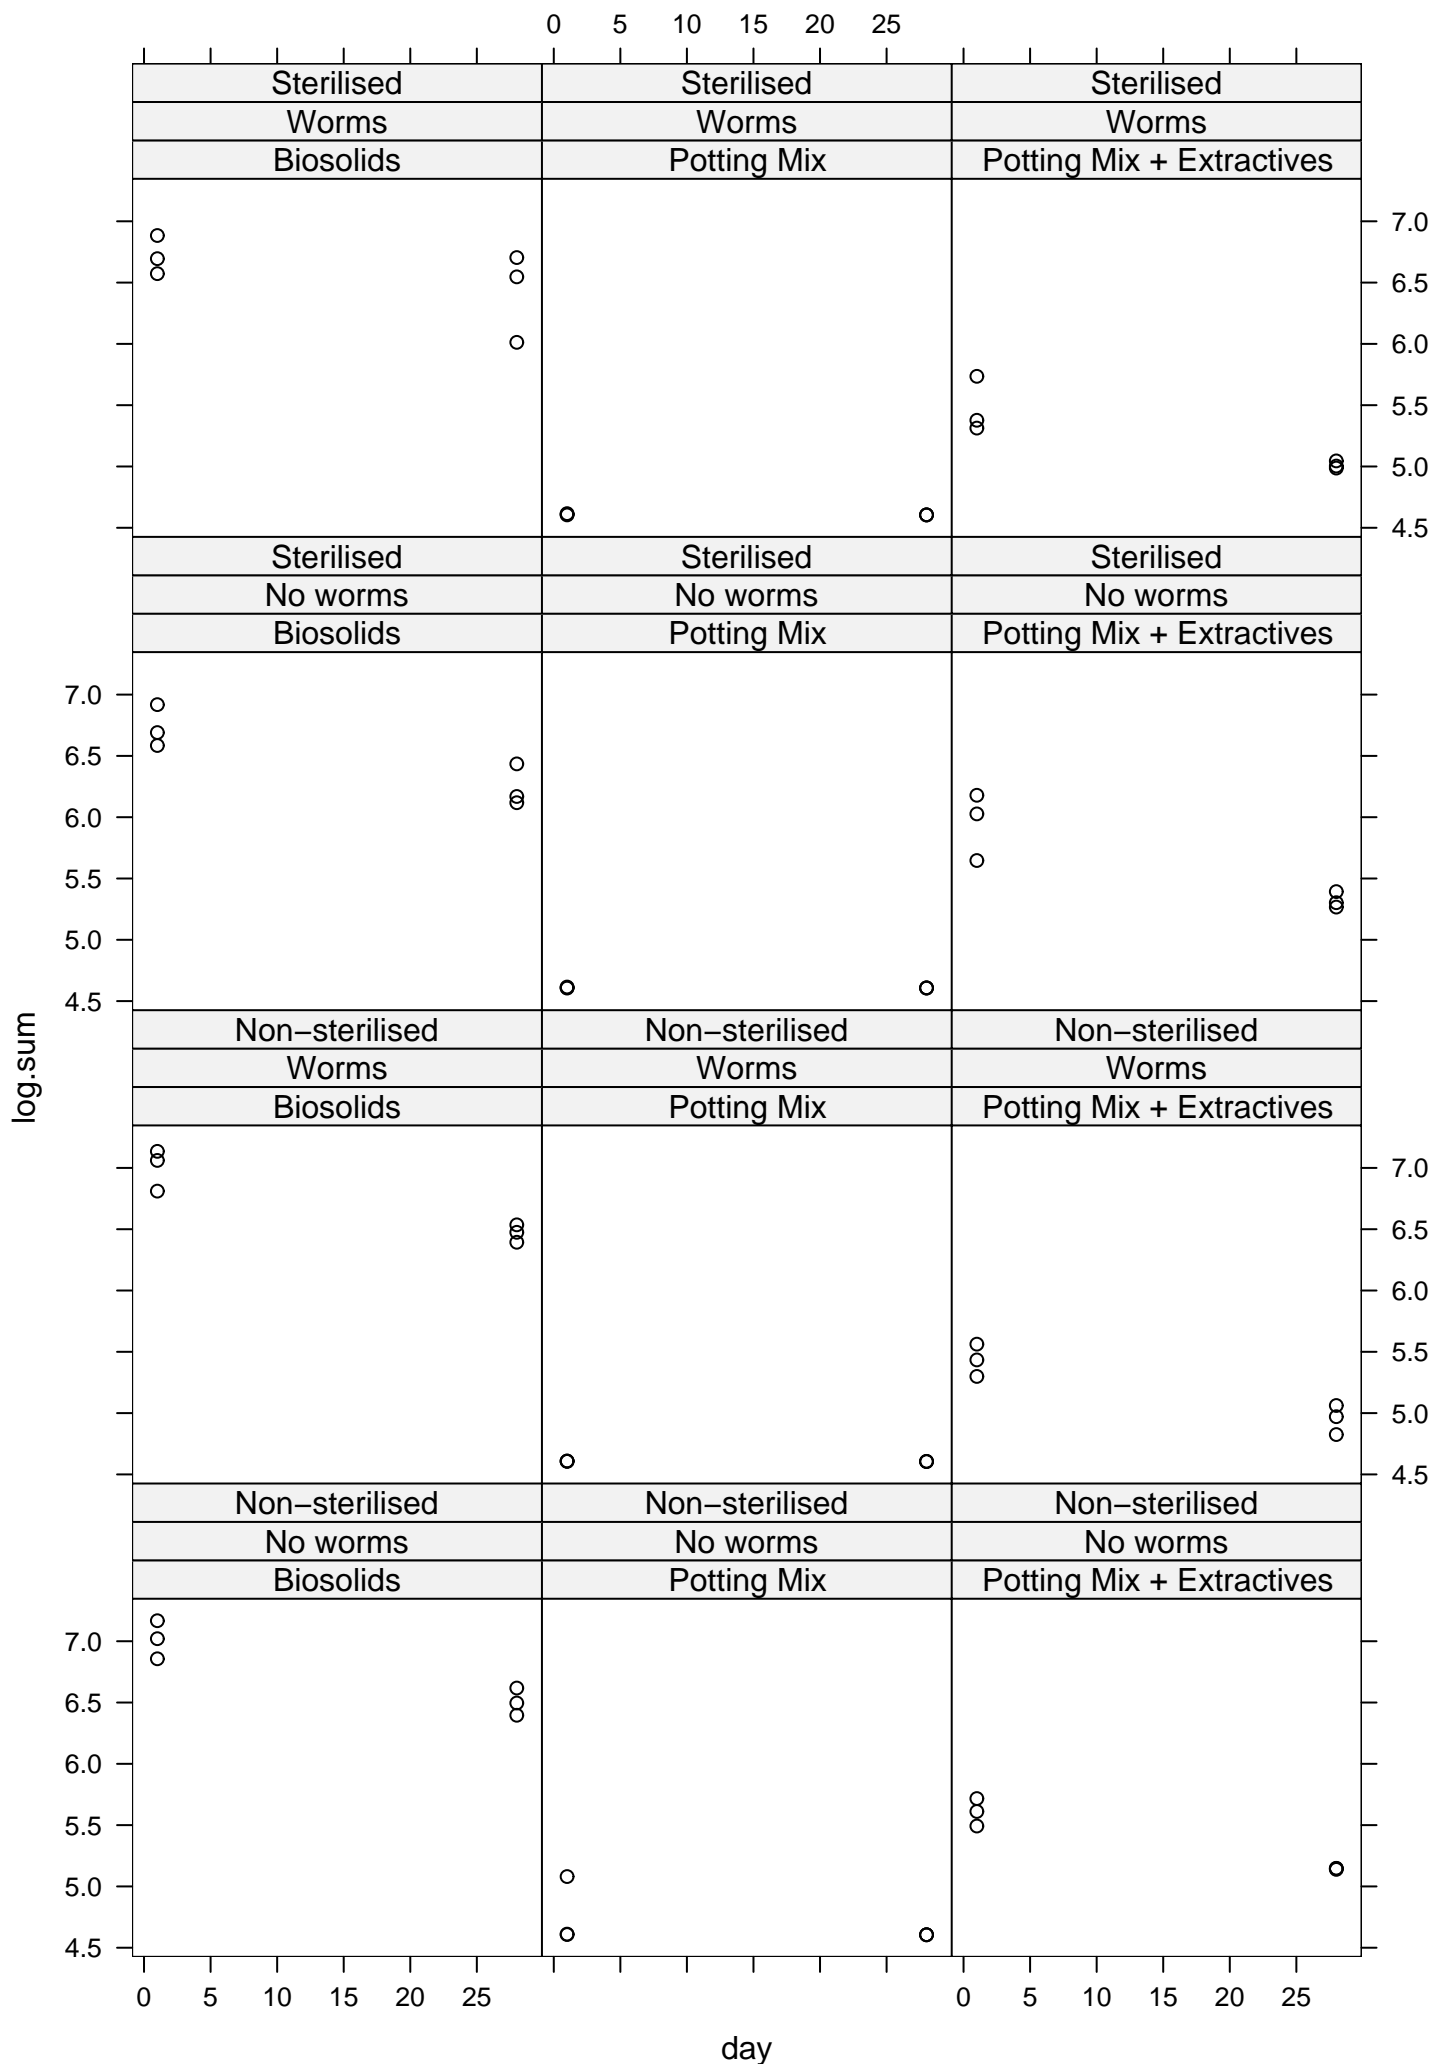 0 5 10 15 20 25
Sterilised Sterilised Sterilised
Worms Worms Worms
Biosolids Potting Mix Potting Mix + Extractives
7.0
6.5
6.0
5.5
5.0
4.5
Sterilised Sterilised Sterilised
No worms No worms No worms
Biosolids Potting Mix Potting Mix + Extractives
7.0
6.5
6.0
5.5
5.0
4.5
log.sum
Non−sterilised Non−sterilised Non−sterilised
Worms Worms Worms
Biosolids Potting Mix Potting Mix + Extractives
7.0
6.5
6.0
5.5
5.0
4.5
Non−sterilised Non−sterilised Non−sterilised
No worms No worms No worms
Biosolids Potting Mix Potting Mix + Extractives
7.0
6.5
6.0
5.5
5.0
4.5
0 5 10 15 20 25 0 5 10 15 20 25
day